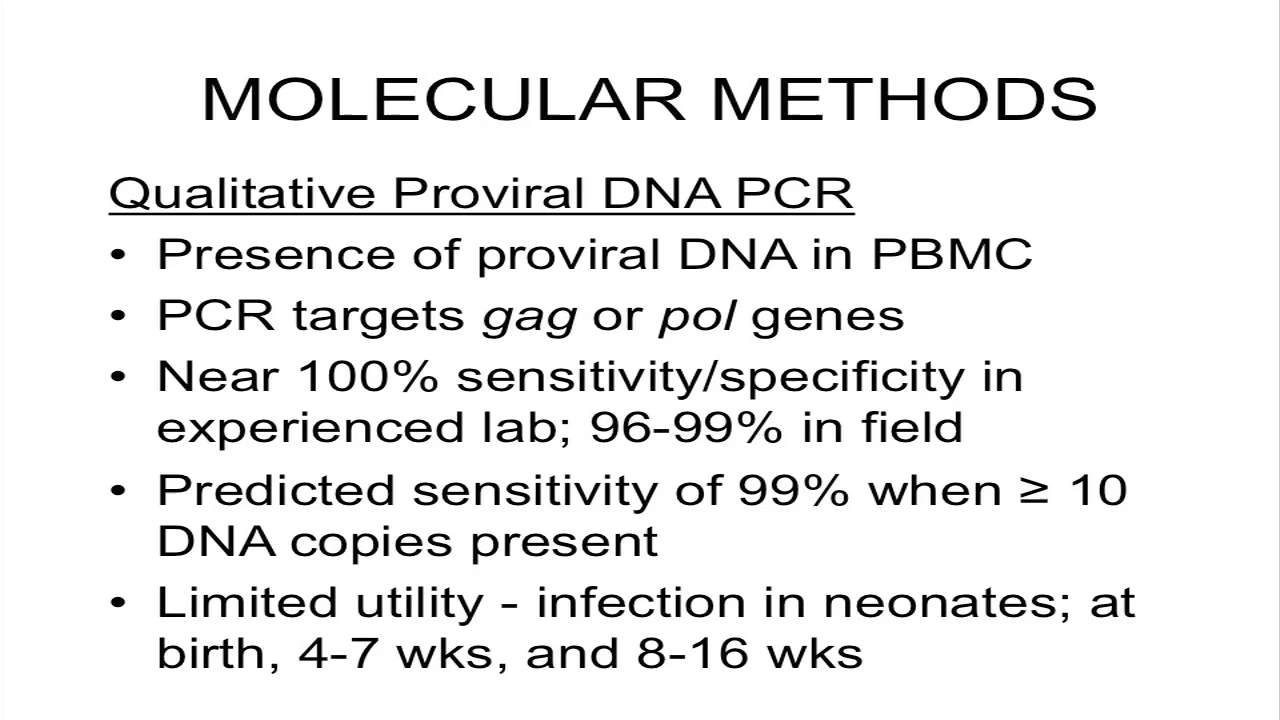 MOLECULAR METHODS
Qualitative Proviral DNA PCR
• Presence of proviral DNA in PBMC
• PCR targets gag or pol genes
• Near 100% sensitivity/specificity in
experienced lab; 96-99% in field
• Predicted sensitivity of 99% when ≥ 10
DNA copies present
• Limited utility - infection in neonates; at
birth, 4-7 wks, and 8-16 wks